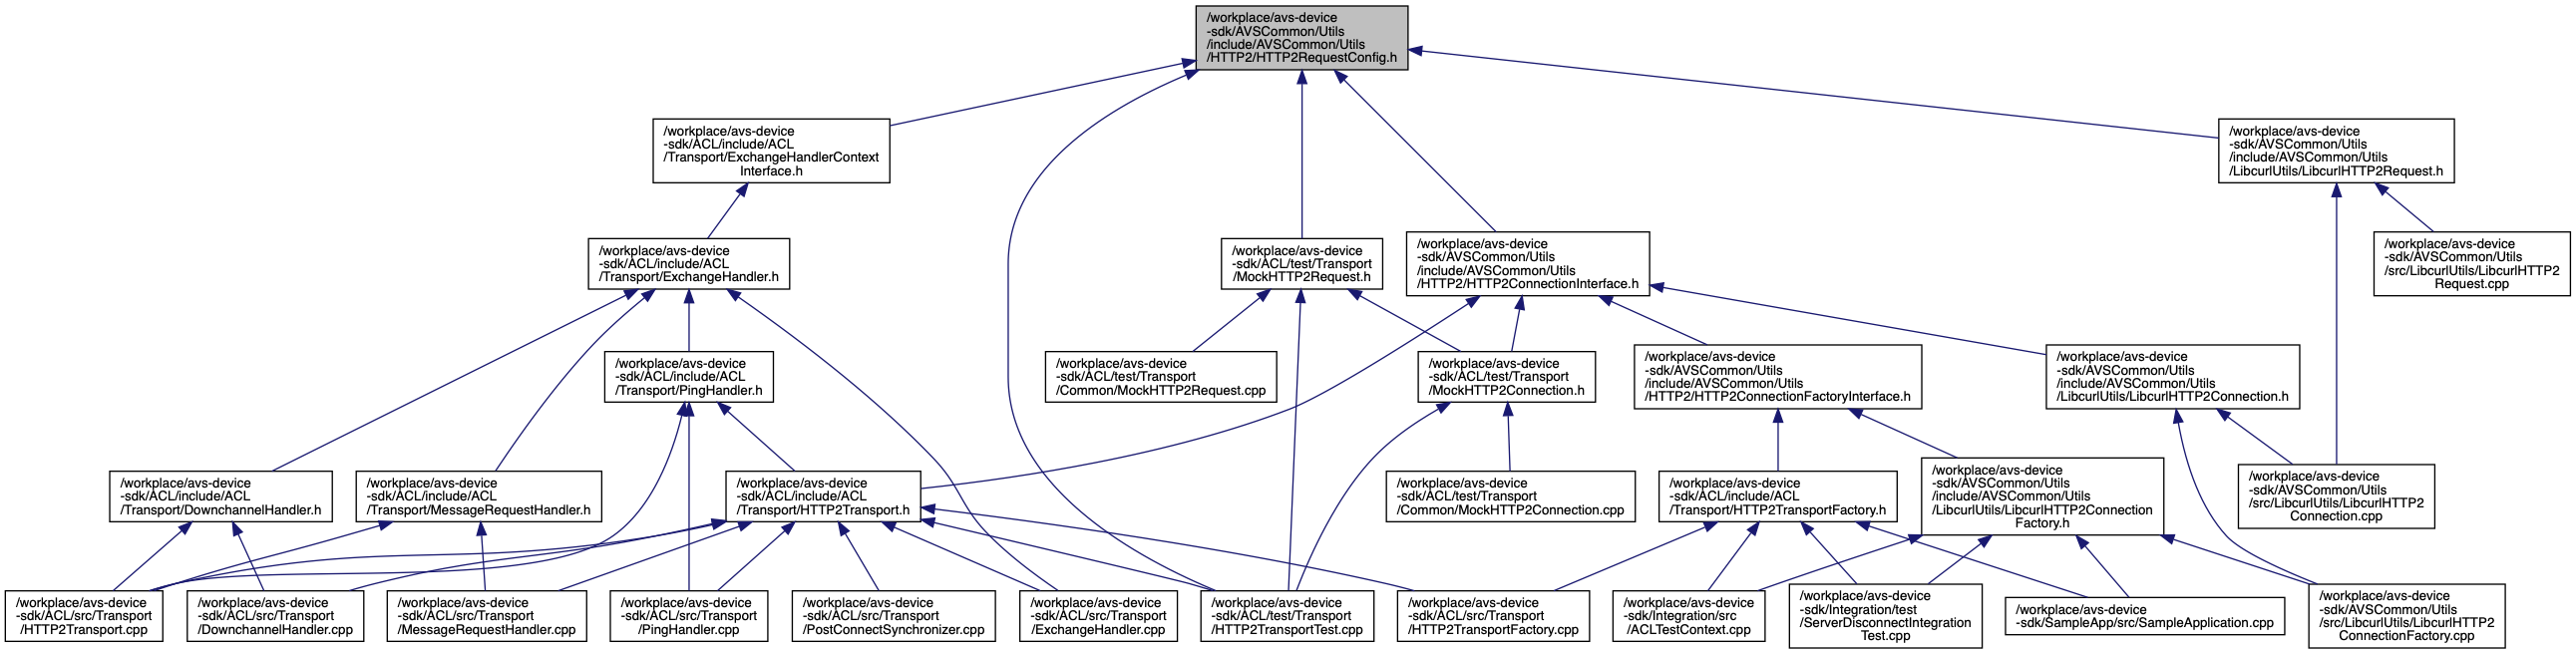 /workplace/avs-device
-sdk/AVSCommon/Utils
/include/AVSCommon/Utils
/HTTP2/HTTP2RequestConfig.h
/workplace/avs-device
-sdk/ACL/include/ACL
/Transport/ExchangeHandlerContext
Interface.h
/workplace/avs-device
-sdk/AVSCommon/Utils
/include/AVSCommon/Utils
/LibcurlUtils/LibcurlHTTP2Request.h
/workplace/avs-device
-sdk/ACL/include/ACL
/Transport/ExchangeHandler.h
/workplace/avs-device
-sdk/ACL/test/Transport
/MockHTTP2Request.h
/workplace/avs-device
-sdk/AVSCommon/Utils
/include/AVSCommon/Utils
/HTTP2/HTTP2ConnectionInterface.h
/workplace/avs-device
-sdk/AVSCommon/Utils
/src/LibcurlUtils/LibcurlHTTP2
Request.cpp
/workplace/avs-device
-sdk/ACL/include/ACL
/Transport/PingHandler.h
/workplace/avs-device
-sdk/ACL/test/Transport
/Common/MockHTTP2Request.cpp
/workplace/avs-device
-sdk/ACL/test/Transport
/MockHTTP2Connection.h
/workplace/avs-device
-sdk/AVSCommon/Utils
/include/AVSCommon/Utils
/HTTP2/HTTP2ConnectionFactoryInterface.h
/workplace/avs-device
-sdk/AVSCommon/Utils
/include/AVSCommon/Utils
/LibcurlUtils/LibcurlHTTP2Connection.h
/workplace/avs-device
-sdk/ACL/include/ACL
/Transport/DownchannelHandler.h
/workplace/avs-device
-sdk/ACL/include/ACL
/Transport/MessageRequestHandler.h
/workplace/avs-device
-sdk/ACL/include/ACL
/Transport/HTTP2Transport.h
/workplace/avs-device
-sdk/ACL/test/Transport
/Common/MockHTTP2Connection.cpp
/workplace/avs-device
-sdk/ACL/include/ACL
/Transport/HTTP2TransportFactory.h
/workplace/avs-device
-sdk/AVSCommon/Utils
/include/AVSCommon/Utils
/LibcurlUtils/LibcurlHTTP2Connection
Factory.h
/workplace/avs-device
-sdk/AVSCommon/Utils
/src/LibcurlUtils/LibcurlHTTP2
Connection.cpp
/workplace/avs-device
-sdk/ACL/src/Transport
/HTTP2Transport.cpp
/workplace/avs-device
-sdk/ACL/src/Transport
/DownchannelHandler.cpp
/workplace/avs-device
-sdk/ACL/src/Transport
/MessageRequestHandler.cpp
/workplace/avs-device
-sdk/ACL/src/Transport
/PingHandler.cpp
/workplace/avs-device
-sdk/ACL/src/Transport
/PostConnectSynchronizer.cpp
/workplace/avs-device
-sdk/ACL/src/Transport
/ExchangeHandler.cpp
/workplace/avs-device
-sdk/ACL/test/Transport
/HTTP2TransportTest.cpp
/workplace/avs-device
-sdk/ACL/src/Transport
/HTTP2TransportFactory.cpp
/workplace/avs-device
-sdk/Integration/src
/ACLTestContext.cpp
/workplace/avs-device
-sdk/Integration/test
/ServerDisconnectIntegration
Test.cpp
/workplace/avs-device
-sdk/SampleApp/src/SampleApplication.cpp
/workplace/avs-device
-sdk/AVSCommon/Utils
/src/LibcurlUtils/LibcurlHTTP2
ConnectionFactory.cpp